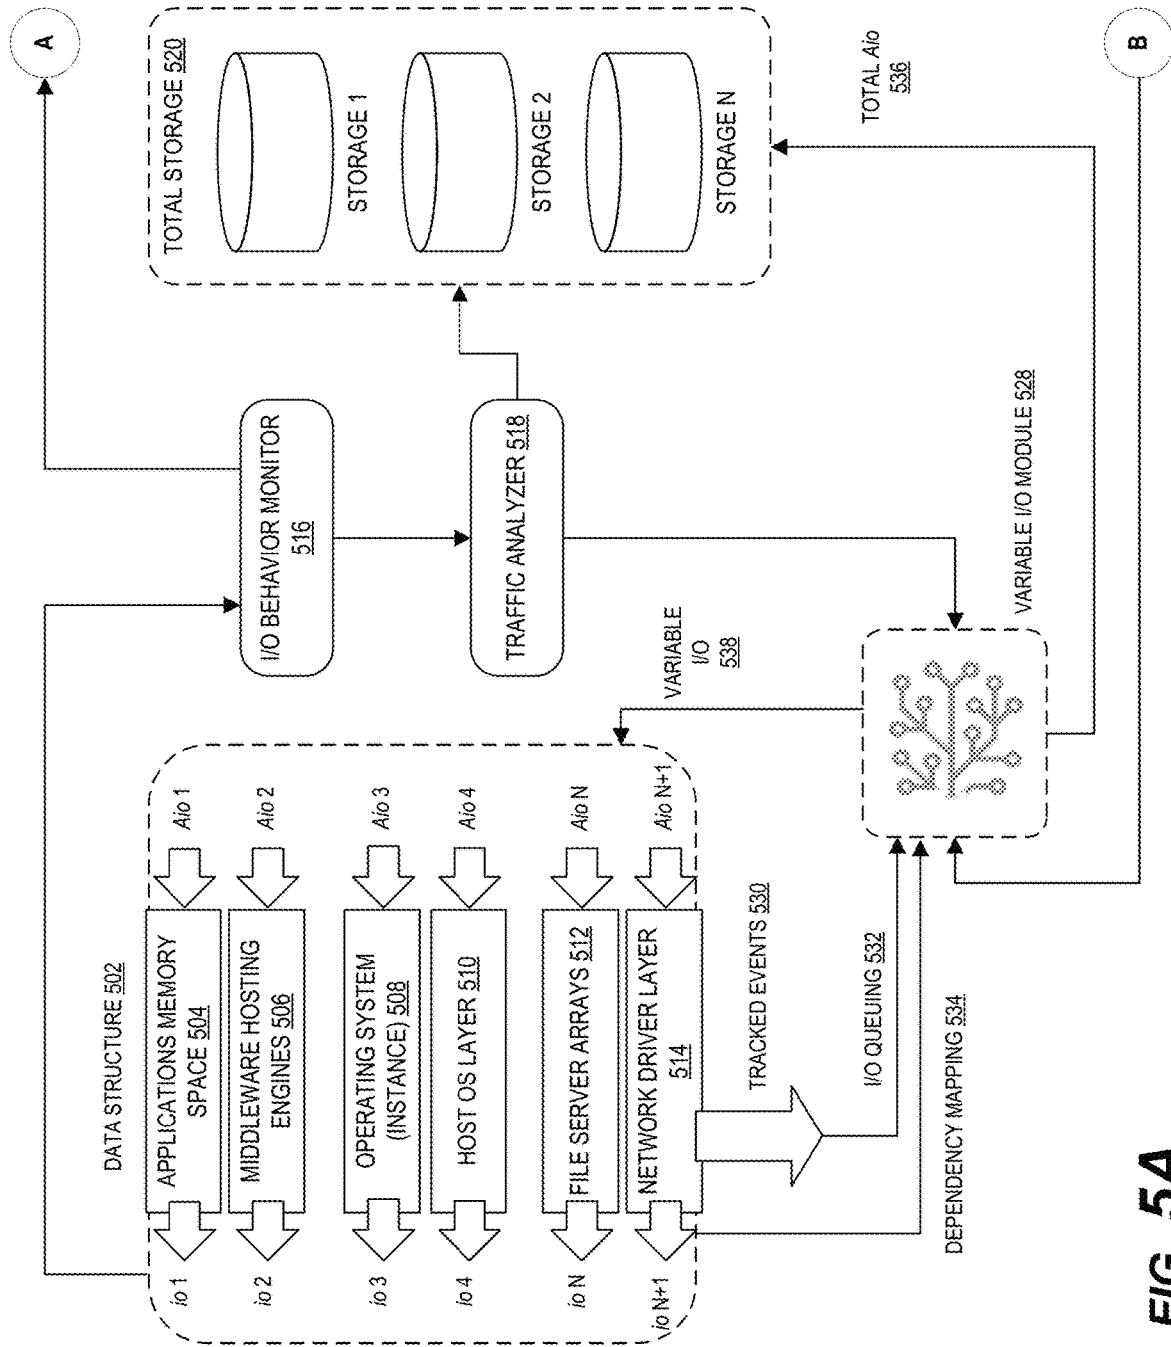 DATA STRUCTURE 502
io 1
APPLICATIONS MEMORY
SPACE 504
Aio 1
io 2
MIDDLEWARE HOSTING
ENGINES 506
Aio 2
io 3
OPERATING SYSTEM
(INSTANCE) 508
Aio 3
io 4
HOST OS LAYER 510
Aio 4
io N
FILE SERVER ARRAYS 512
Aio N
io N+1
NETWORK DRIVER LAYER
514
Aio N+1
TRACKED EVENTS 530
I/O QUEUING 532
DEPENDENCY MAPPING 534
VARIABLE
I/O
538
I/O BEHAVIOR MONITOR
516
TRAFFIC ANALYZER 518
VARIABLE I/O MODULE 528
A
TOTAL STORAGE 520
STORAGE 1
STORAGE 2
STORAGE N
TOTAL Aio
536
B
FIG. 5A